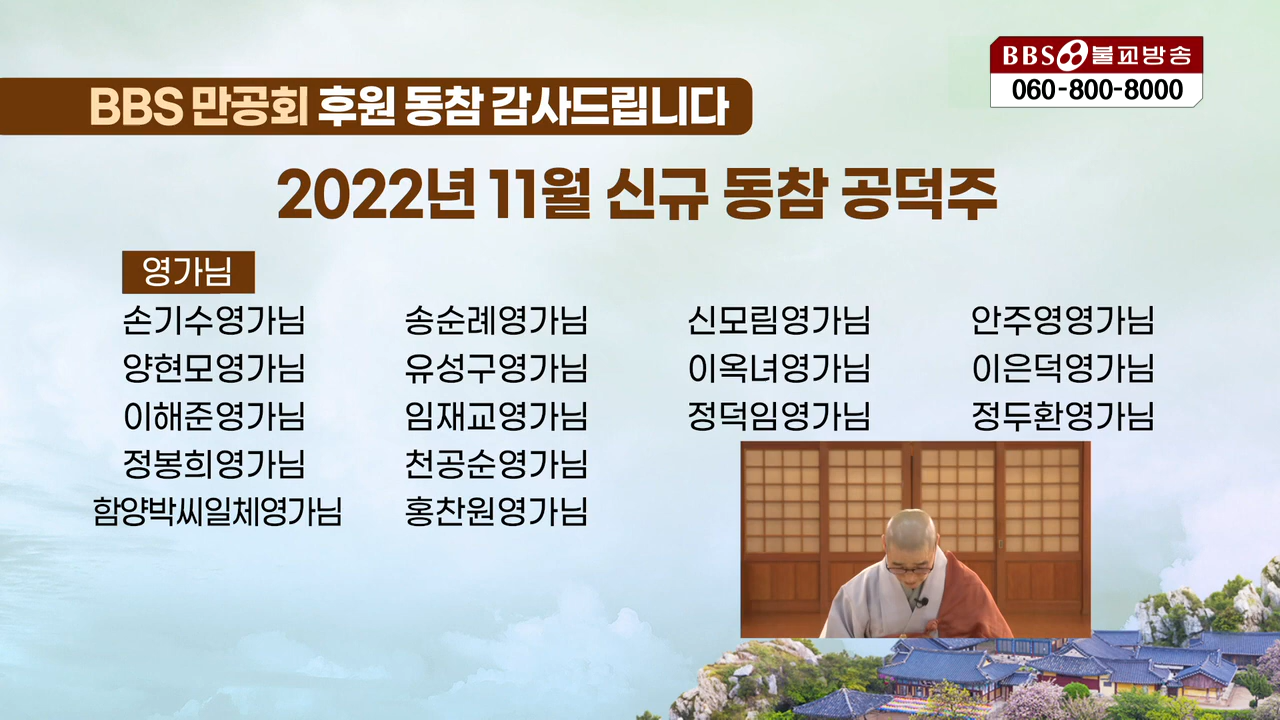 BBS 불교방송
060-800-8000
BBS 만공회 후원 동참 감사드립니다
2022년 11월 신규 동참 공덕주
영가님
손기수영가님 송순례영가님 신모림영가님 안주영영가님
양현모영가님 유성구영가님 이옥녀영가님 이은덕영가님
이해준영가님 임재교영가님 정덕임영가님 정두환영가님
정봉희영가님 천공순영가님
함양박씨일체영가님 홍찬원영가님